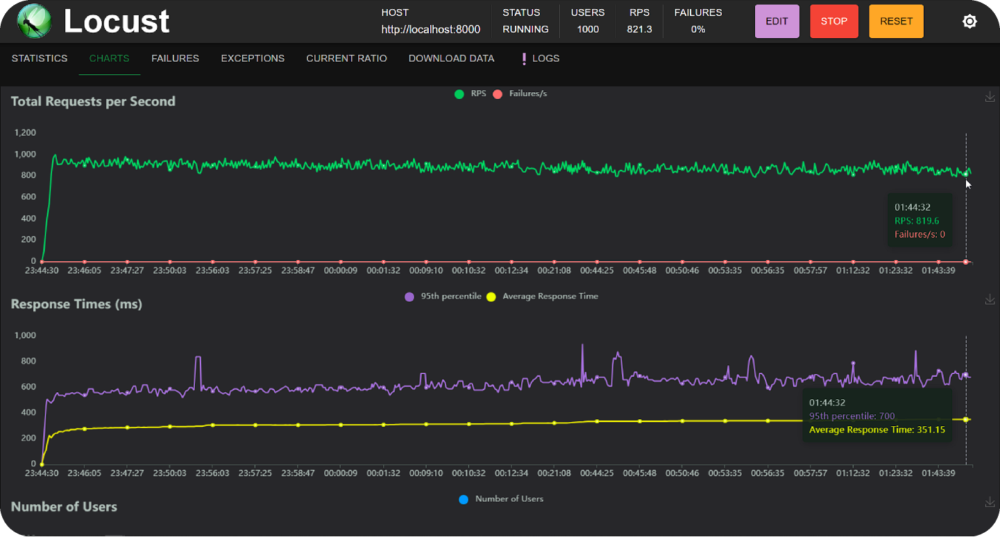 Locust
HOST
http://localhost:8000
STATUS
RUNNING
USERS
1000
RPS
821.3
FAILURES
0%
EDIT
STOP
RESET
STATISTICS CHARTS FAILURES EXCEPTIONS CURRENT RATIO DOWNLOAD DATA LOGS
Total Requests per Second
RPS Failures/s
1,200
1,000
800
600
400
200
0
23:44:30 23:46:05 23:47:27 23:50:03 23:56:03 23:57:25 23:58:47 00:00:09 00:01:32 00:09:10 00:10:32 00:12:34 00:21:08 00:44:25 00:45:48 00:50:46 00:53:35 00:56:35 00:57:57 01:12:32 01:23:32 01:43:39
01:44:32
RPS: 819.6
Failures/s: 0
Response Times (ms)
95th percentile Average Response Time
1,000
800
600
400
200
0
23:44:30 23:46:05 23:47:27 23:50:03 23:56:03 23:57:25 23:58:47 00:00:09 00:01:32 00:09:10 00:10:32 00:12:34 00:21:08 00:44:25 00:45:48 00:50:46 00:53:35 00:56:35 00:57:57 01:12:32 01:23:32 01:43:39
01:44:32
95th percentile: 700
Average Response Time: 351.15
Number of Users
Number of Users